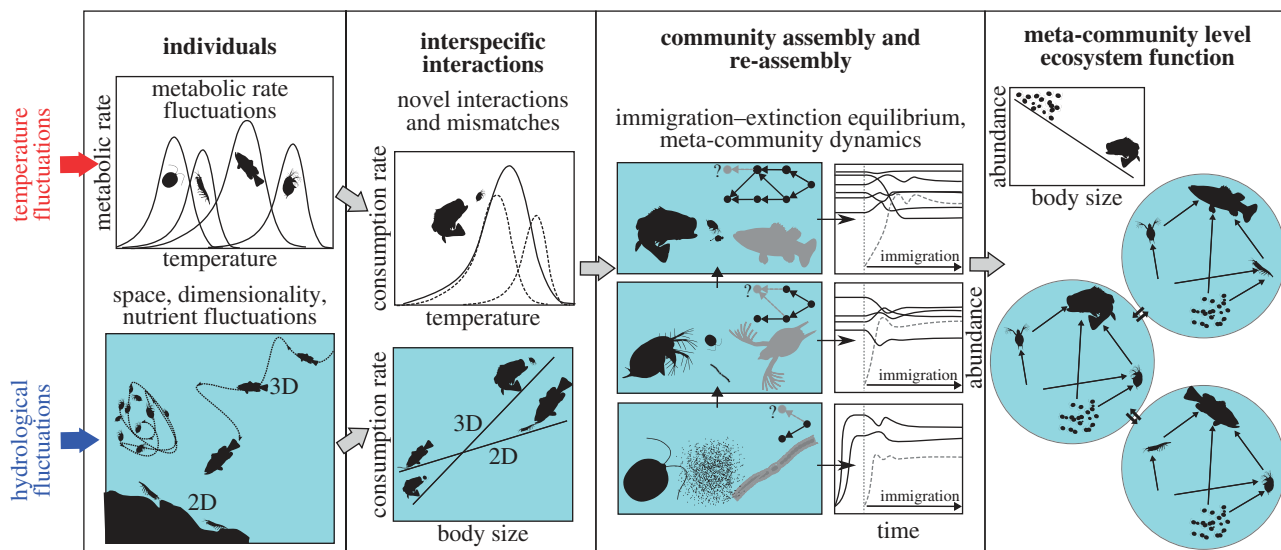 temperature
fluctuations
hydrological
fluctuations
individuals
metabolic rate
fluctuations
metabolic rate
temperature
space, dimensionality,
nutrient fluctuations
3D
2D
interspecific
interactions
novel interactions
and mismatches
consumption rate
temperature
consumption rate
3D
2D
body size
community assembly and
re-assembly
immigration–extinction equilibrium,
meta-community dynamics
?
immigration
?
immigration
?
immigration
abundance
time
meta-community level
ecosystem function
abundance
body size